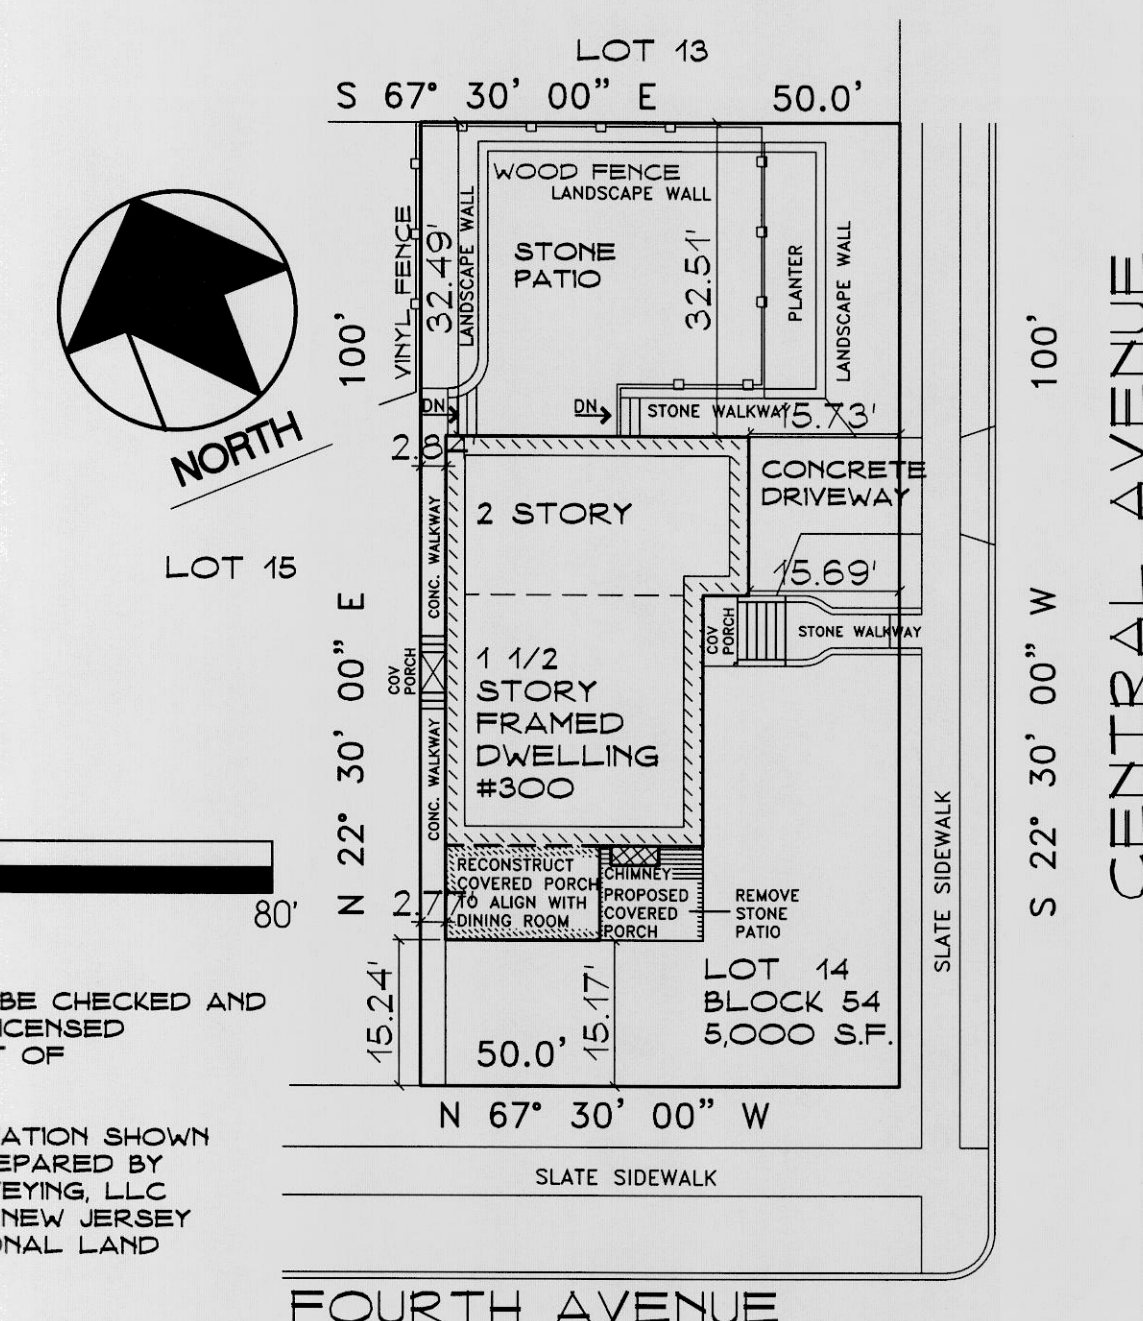 LOT 13
S 67° 30' 00" E 50.0'
WOOD FENCE
LANDSCAPE WALL
STONE
PATIO
VINYL FENCE
32.49'
LANDSCAPE WALL
32.51'
PLANTER
LANDSCAPE WALL
100'
100'
NORTH
DN
DN
STONE WALKWAY
15.73'
2.8
CONCRETE
DRIVEWAY
2 STORY
CONC. WALKWAY
LOT 15
15.69'
COV
PORCH
STONE WALKWAY
COV
PORCH
1 1/2
STORY
FRAMED
DWELLING
#300
CONC. WALKWAY
N 22° 30' 00" E
S 22° 30' 00" W
CENTRAL AVENUE
SLATE SIDEWALK
80'
RECONSTRUCT
COVERED PORCH
TO ALIGN WITH
DINING ROOM
2.77'
CHIMNEY
PROPOSED
COVERED
PORCH
REMOVE
STONE
PATIO
LOT 14
BLOCK 54
5,000 S.F.
15.24'
15.17'
50.0'
N 67° 30' 00" W
BE CHECKED AND
ICENSED
T OF
ATION SHOWN
EPARED BY
VEYING, LLC
NEW JERSEY
ONAL LAND
SLATE SIDEWALK
FOURTH AVENUE